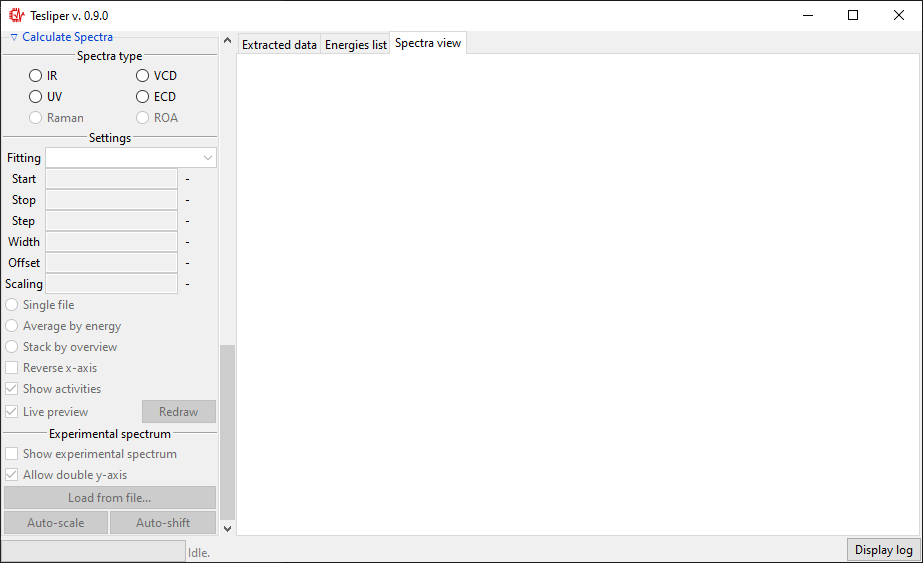 Tesliper v. 0.9.0
▽ Calculate Spectra
Spectra type
IR VCD
UV ECD
Raman ROA
Settings
Fitting
Start -
Stop -
Step -
Width -
Offset -
Scaling -
Single file
Average by energy
Stack by overview
Reverse x-axis
Show activities
Live preview Redraw
Experimental spectrum
Show experimental spectrum
Allow double y-axis
Load from file...
Auto-scale Auto-shift
Idle.
Extracted data Energies list Spectra view
Display log